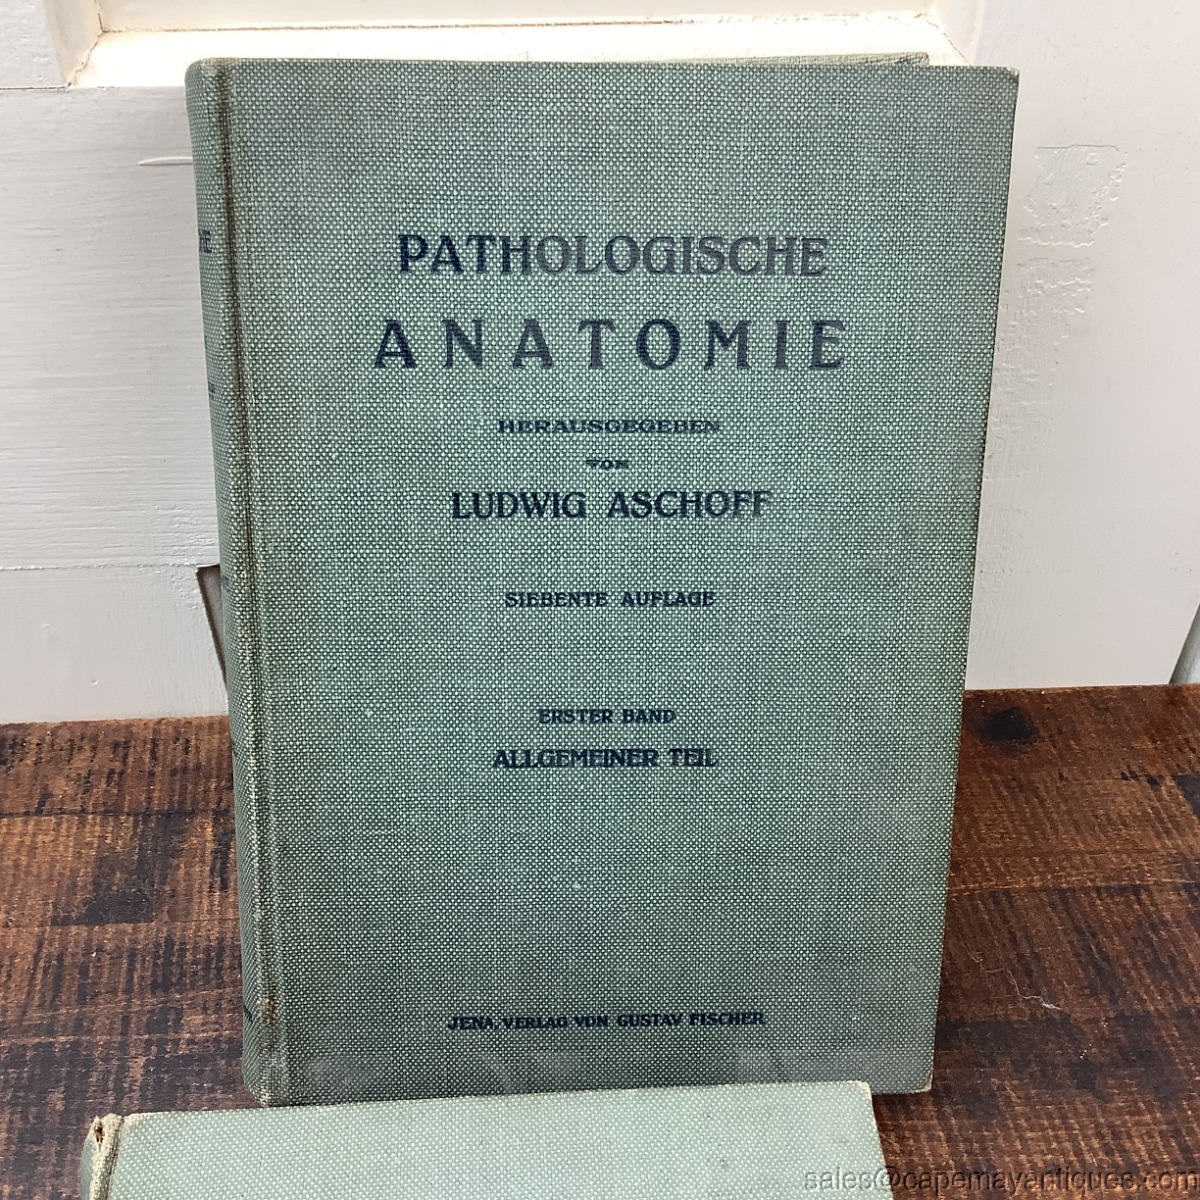 PATHOLOGISCHE
ANATOMIE
HERAUSGEGEBEN
VON
LUDWIG ASCHOFF
SIEBENTE AUFLAGE
ERSTER BAND
ALLGEMEINER TEIL
JENA, VERLAG VON GUSTAV FISCHER
sales@capemayantiques.com